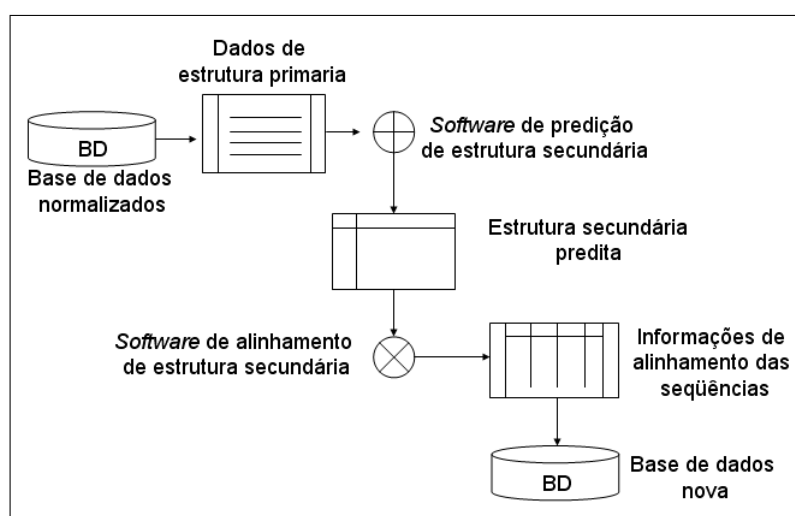 Dados de
estrutura primaria
BD
Base de dados
normalizados
Software de predição
de estrutura secundária
Estrutura secundária
predita
Software de alinhamento
de estrutura secundária
Informações de
alinhamento das
seqüências
BD
Base de dados
nova